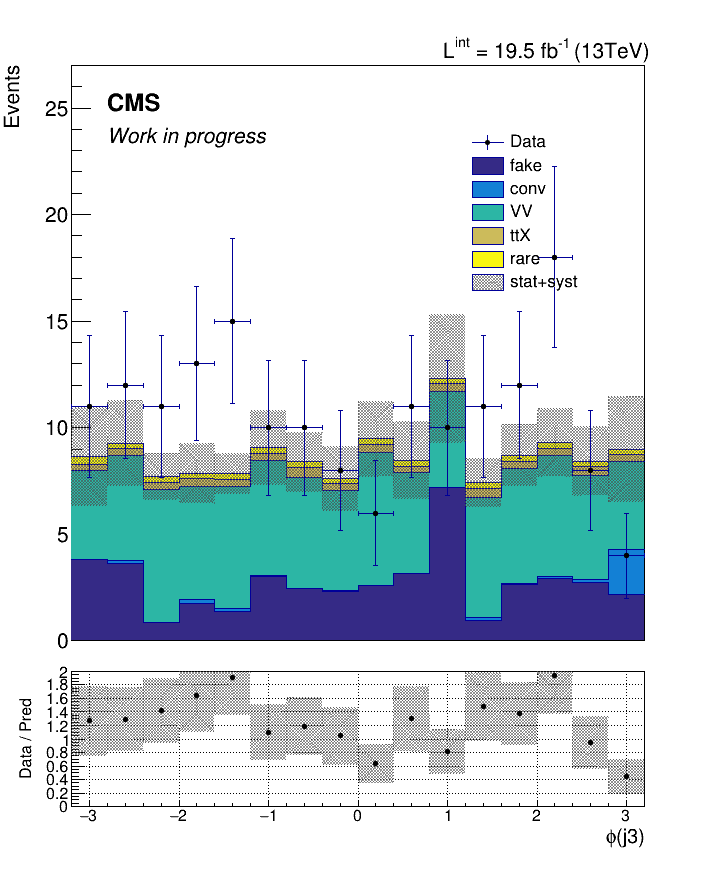 L^int = 19.5 fb^-1 (13TeV)
Events
CMS
Work in progress
Data
fake
conv
VV
ttX
rare
stat+syst
25
20
15
10
5
0
Data / Pred
2
1.8
1.6
1.4
1.2
1
0.8
0.6
0.4
0.2
0
−3 −2 −1 0 1 2 3
ϕ(j3)